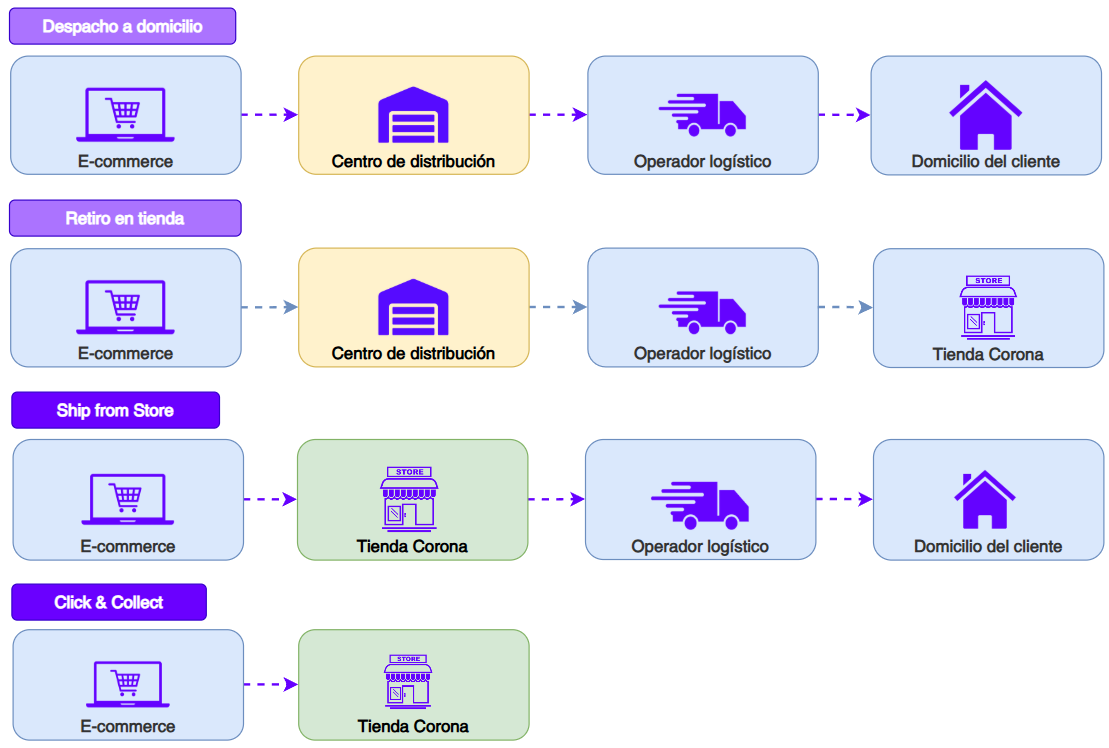 Despacho a domicilio
E-commerce
Centro de distribución
Operador logístico
Domicilio del cliente
Retiro en tienda
STORE
E-commerce
Centro de distribución
Operador logístico
Tienda Corona
Ship from Store
STORE
E-commerce
Tienda Corona
Operador logístico
Domicilio del cliente
Click & Collect
STORE
E-commerce
Tienda Corona